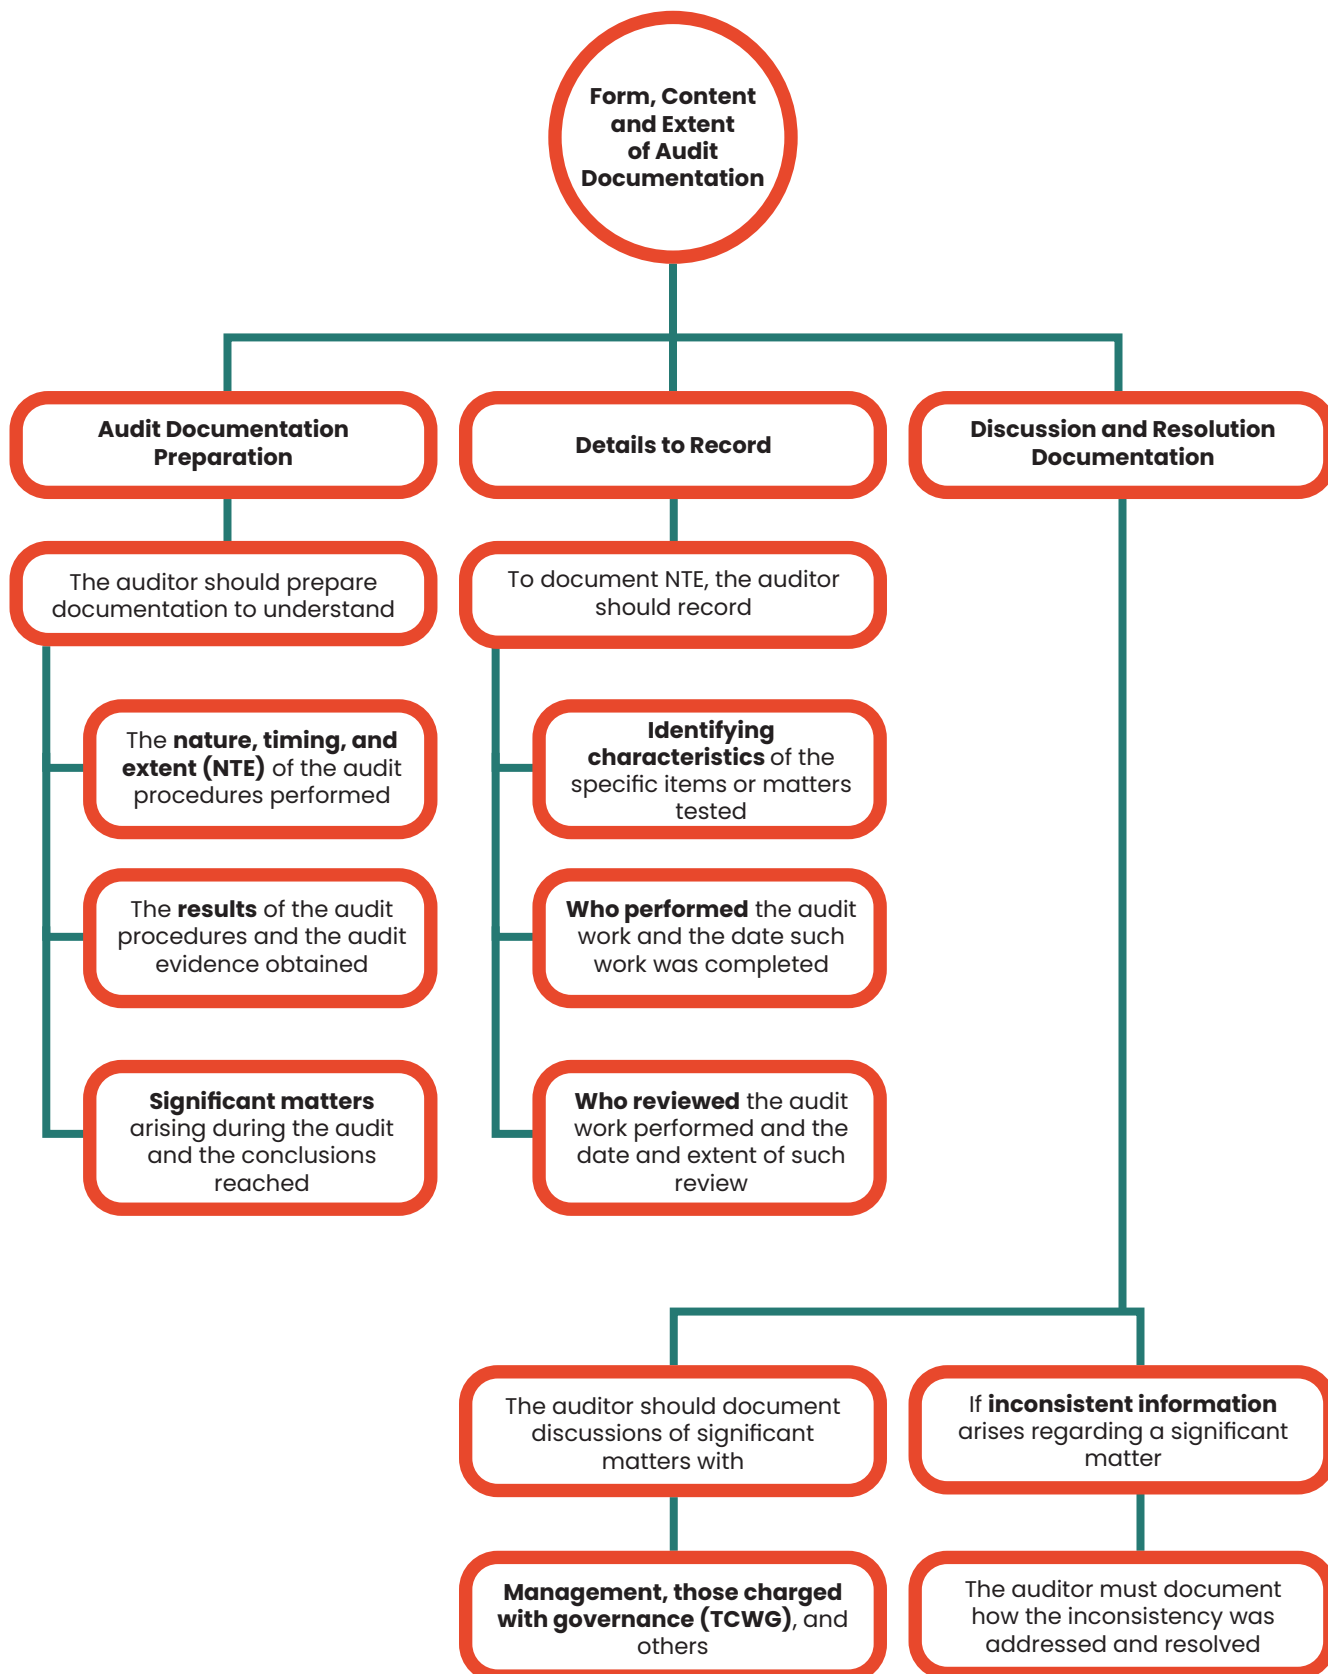 Form, Content
and Extent
of Audit
Documentation
Audit Documentation
Preparation
The auditor should prepare
documentation to understand
The nature, timing, and
extent (NTE) of the audit
procedures performed
The results of the audit
procedures and the audit
evidence obtained
Significant matters
arising during the audit
and the conclusions
reached
Details to Record
To document NTE, the auditor
should record
Identifying
characteristics of the
specific items or matters
tested
Who performed the audit
work and the date such
work was completed
Who reviewed the audit
work performed and the
date and extent of such
review
Discussion and Resolution
Documentation
The auditor should document
discussions of significant
matters with
Management, those charged
with governance (TCWG), and
others
If inconsistent information
arises regarding a significant
matter
The auditor must document
how the inconsistency was
addressed and resolved